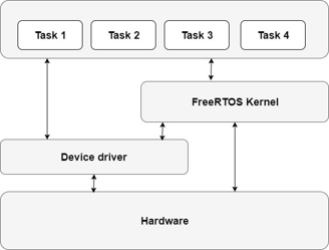 Task 1
Task 2
Task 3
Task 4
FreeRTOS Kernel
Device driver
Hardware